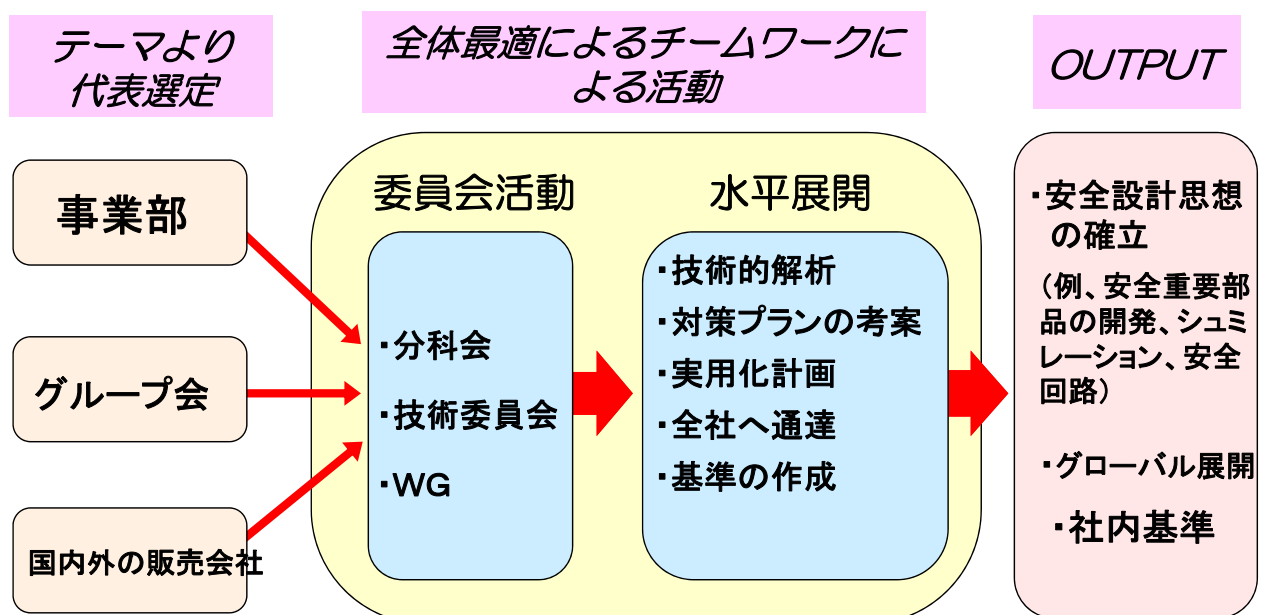 テーマより
代表選定
全体最適によるチームワークに
よる活動
OUTPUT
事業部
グループ会
国内外の販売会社
委員会活動
・分科会
・技術委員会
・WG
水平展開
・技術的解析
・対策プランの考案
・実用化計画
・全社へ通達
・基準の作成
・安全設計思想
の確立
（例、安全重要部
品の開発、シュミ
レーション、安全
回路）
・グローバル展開
・社内基準